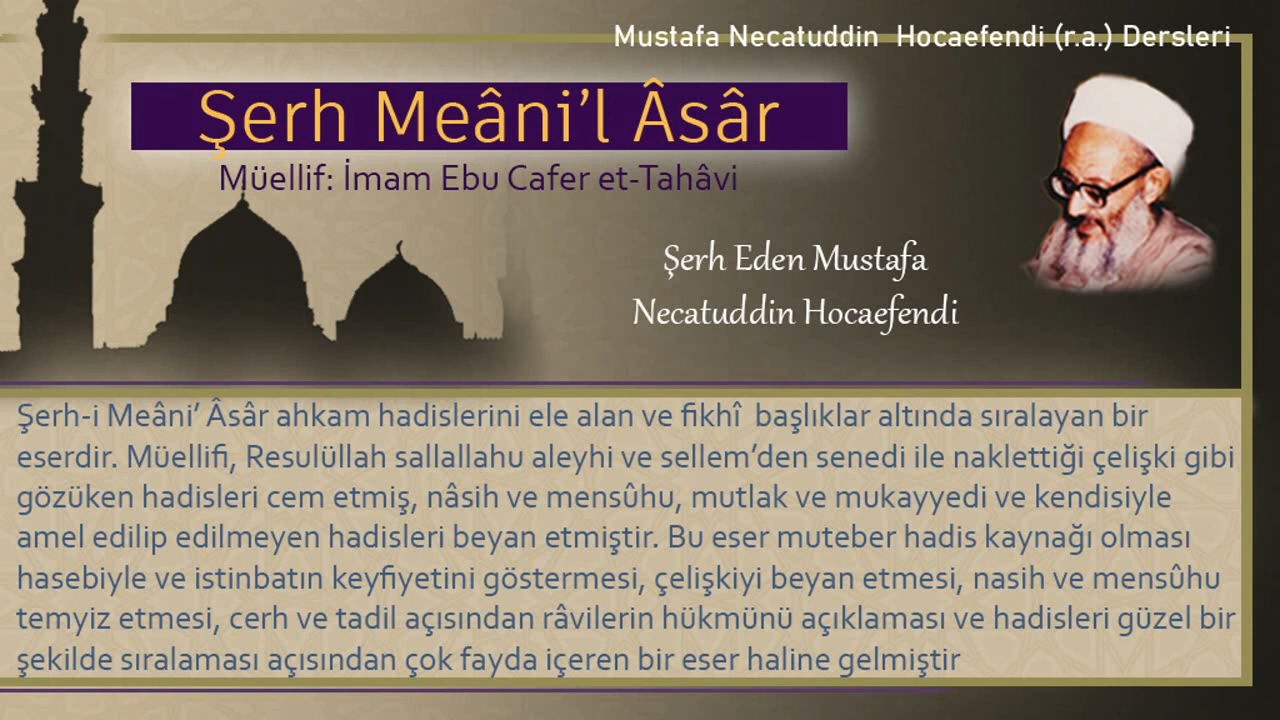 Mustafa Necatuddin Hocaefendi (r.a.) Dersleri
Şerh Meâni’l Âsâr
Müellif: İmam Ebu Cafer et-Tahâvi
Şerh Eden Mustafa
Necatuddin Hocaefendi
Şerh-i Meâni’ Âsâr ahkam hadislerini ele alan ve fikhî başlıklar altında sıralayan bir
eserdir. Müellifi, Resulüllah sallallahu aleyhi ve sellem’den senedi ile naklettiği çelişki gibi
gözüken hadisleri cem etmiş, nâsih ve mensûhu, mutlak ve mukayyedi ve kendisiyle
amel edilip edilmeyen hadisleri beyan etmiştir. Bu eser muteber hadis kaynağı olması
hasebiyle ve istinbatın keyfiyetini göstermesi, çelişkiyi beyan etmesi, nasih ve mensûhu
temyiz etmesi, cerh ve tadil açısından râvilerin hükmünü açıklaması ve hadisleri güzel bir
şekilde sıralaması açısından çok fayda içeren bir eser haline gelmiştir